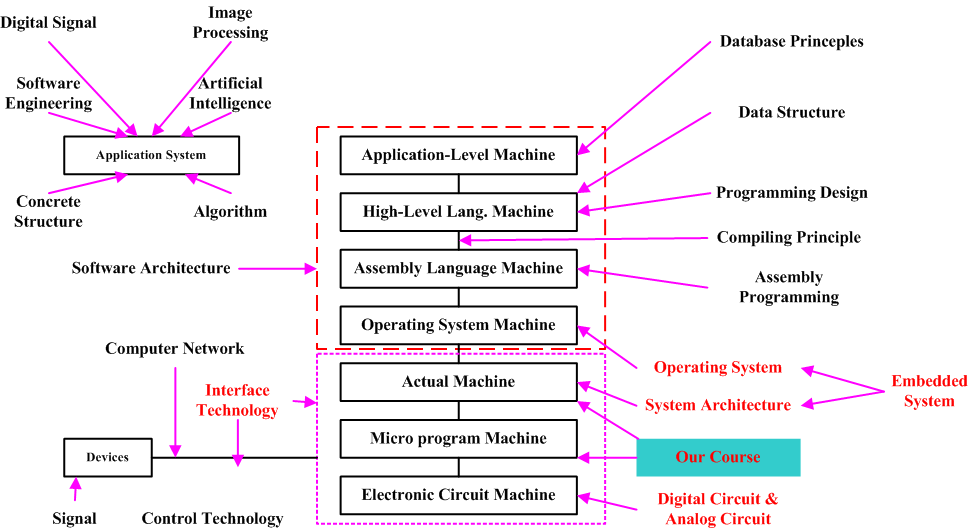 Digital Signal
Image
Processing
Software
Engineering
Artificial
Intelligence
Application System
Concrete
Structure
Algorithm
Database Princeples
Data Structure
Application-Level Machine
High-Level Lang. Machine
Programming Design
Compiling Principle
Software Architecture
Assembly Language Machine
Assembly
Programming
Operating System Machine
Computer Network
Operating System
Interface
Technology
Actual Machine
System Architecture
Embedded
System
Micro program Machine
Our Course
Devices
Electronic Circuit Machine
Digital Circuit &
Analog Circuit
Signal
Control Technology